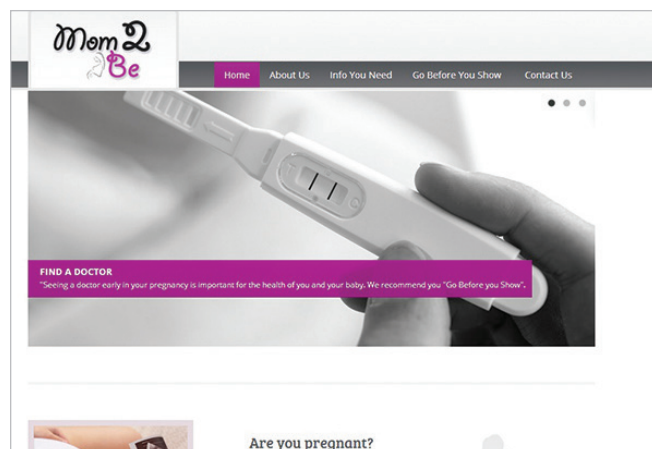 Mom 2
Be
Home About Us Info You Need Go Before You Show Contact Us
FIND A DOCTOR
"Seeing a doctor early in your pregnancy is important for the health of you and your baby. We recommend you "Go Before you Show".
Are you pregnant?